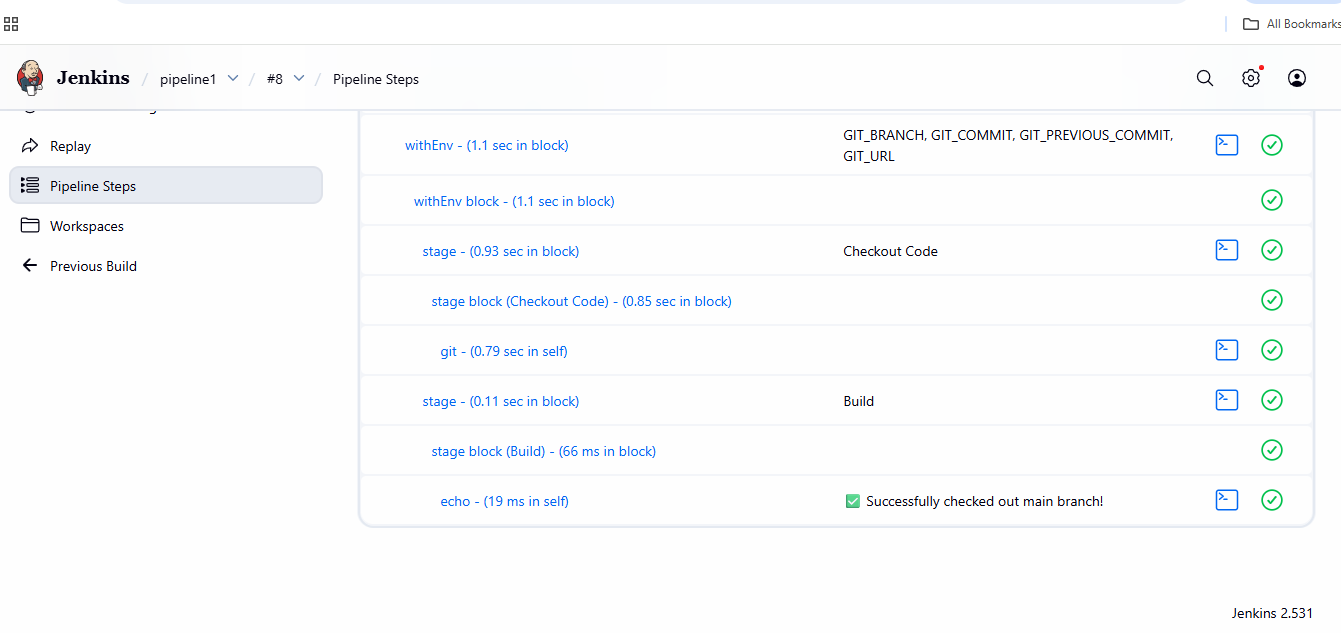 All Bookmarks
Jenkins / pipeline1 / #8 / Pipeline Steps
Replay
Pipeline Steps
Workspaces
Previous Build
withEnv - (1.1 sec in block)
GIT_BRANCH, GIT_COMMIT, GIT_PREVIOUS_COMMIT,
GIT_URL
withEnv block - (1.1 sec in block)
stage - (0.93 sec in block) Checkout Code
stage block (Checkout Code) - (0.85 sec in block)
git - (0.79 sec in self)
stage - (0.11 sec in block) Build
stage block (Build) - (66 ms in block)
echo - (19 ms in self) ✅ Successfully checked out main branch!
Jenkins 2.531